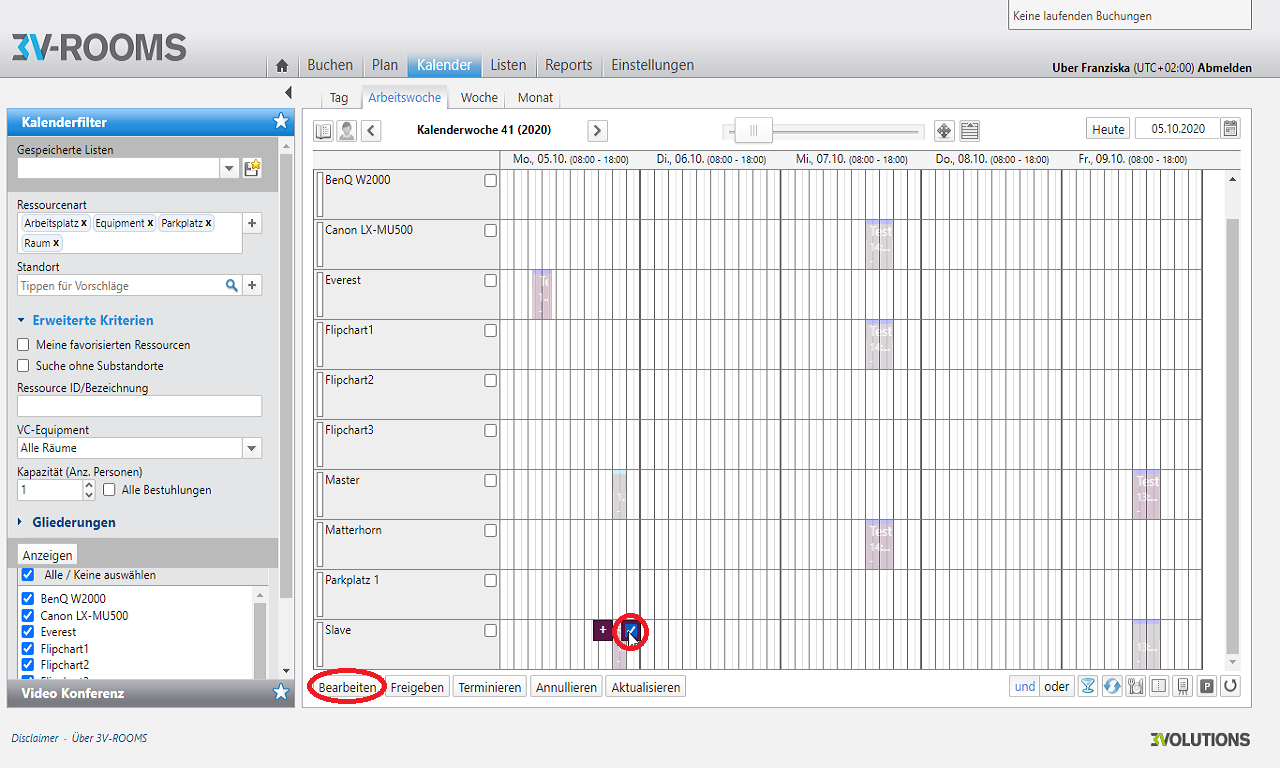 Keine laufenden Buchungen
3V-ROOMS
Buchen Plan Kalender Listen Reports Einstellungen
Uber Franziska (UTC+02:00) Abmelden
Tag Arbeitswoche Woche Monat
Kalenderfilter
Gespeicherte Listen
Ressourcenart
Arbeitsplatz x Equipment x Parkplatz x
Raum x
Standort
Tippen für Vorschläge
Erweiterte Kriterien
Meine favorisierten Ressourcen
Suche ohne Substandorte
Ressource ID/Bezeichnung
VC-Equipment
Alle Räume
Kapazität (Anz. Personen)
1 Alle Bestuhlungen
Gliederungen
Anzeigen
Alle / Keine auswählen
BenQ W2000
Canon LX-MU500
Everest
Flipchart1
Flipchart2
Video Konferenz
Kalenderwoche 41 (2020)
Heute 05.10.2020
Mo., 05.10. (08:00 - 18:00) Di, 06.10. (08:00 - 18:00) Mi, 07.10. (08:00 - 18:00) Do, 08.10. (08:00 - 18:00) Fr, 09.10. (08:00 - 18:00)
BenQ W2000
Canon LX-MU500 Test
14:...
-
Everest Te
1...
-
Flipchart1 Test
14:...
-
Flipchart2
Flipchart3
Master Test
1... 13:...
- -
Matterhorn Test
14:...
-
Parkplatz 1
Slave +
13:...
-
Bearbeiten Freigeben Terminieren Annullieren Aktualisieren
und oder P
Disclaimer - Über 3V-ROOMS
3VOLUTIONS